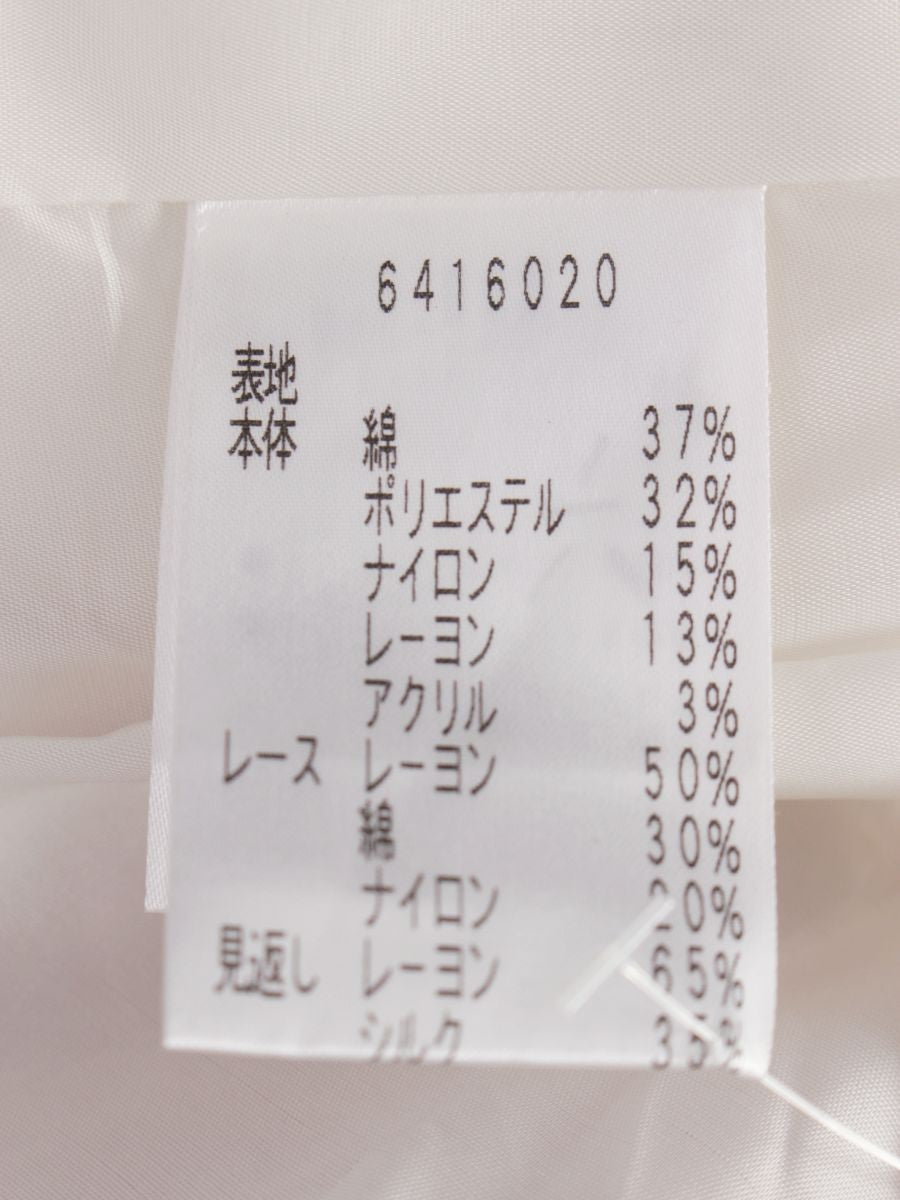 6416020
表地
本体 綿 37%
ポリエステル 32%
ナイロン 15%
レーヨン 13%
アクリル 3%
レース レーヨン 50%
綿 30%
ナイロン 20%
見返し レーヨン 65%
シルク 35%